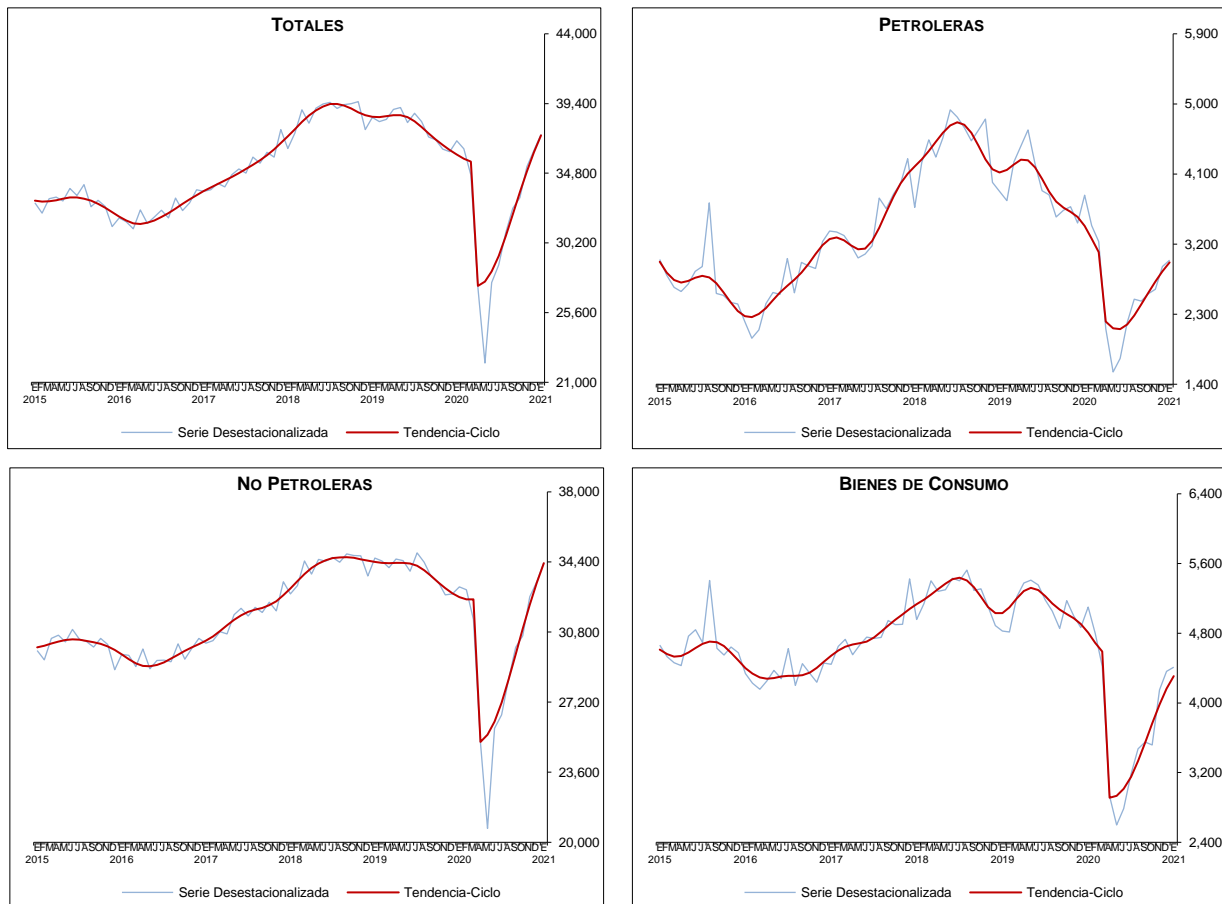 TOTALES
44,000
39,400
34,800
30,200
25,600
21,000
EFMAMJJASONDEFMAMJJASONDEFMAMJJASONDEFMAMJJASONDEFMAMJJASONDEFMAMJJASONDE
2015 2016 2017 2018 2019 2020 2021
Serie Desestacionalizada Tendencia-Ciclo
PETROLERAS
5,900
5,000
4,100
3,200
2,300
1,400
EFMAMJJASONDEFMAMJJASONDEFMAMJJASONDEFMAMJJASONDEFMAMJJASONDEFMAMJJASONDE
2015 2016 2017 2018 2019 2020 2021
Serie Desestacionalizada Tendencia-Ciclo
NO PETROLERAS
38,000
34,400
30,800
27,200
23,600
20,000
EFMAMJJASONDEFMAMJJASONDEFMAMJJASONDEFMAMJJASONDEFMAMJJASONDEFMAMJJASONDE
2015 2016 2017 2018 2019 2020 2021
Serie Desestacionalizada Tendencia-Ciclo
BIENES DE CONSUMO
6,400
5,600
4,800
4,000
3,200
2,400
EFMAMJJASONDEFMAMJJASONDEFMAMJJASONDEFMAMJJASONDEFMAMJJASONDEFMAMJJASONDE
2015 2016 2017 2018 2019 2020 2021
Serie Desestacionalizada Tendencia-Ciclo